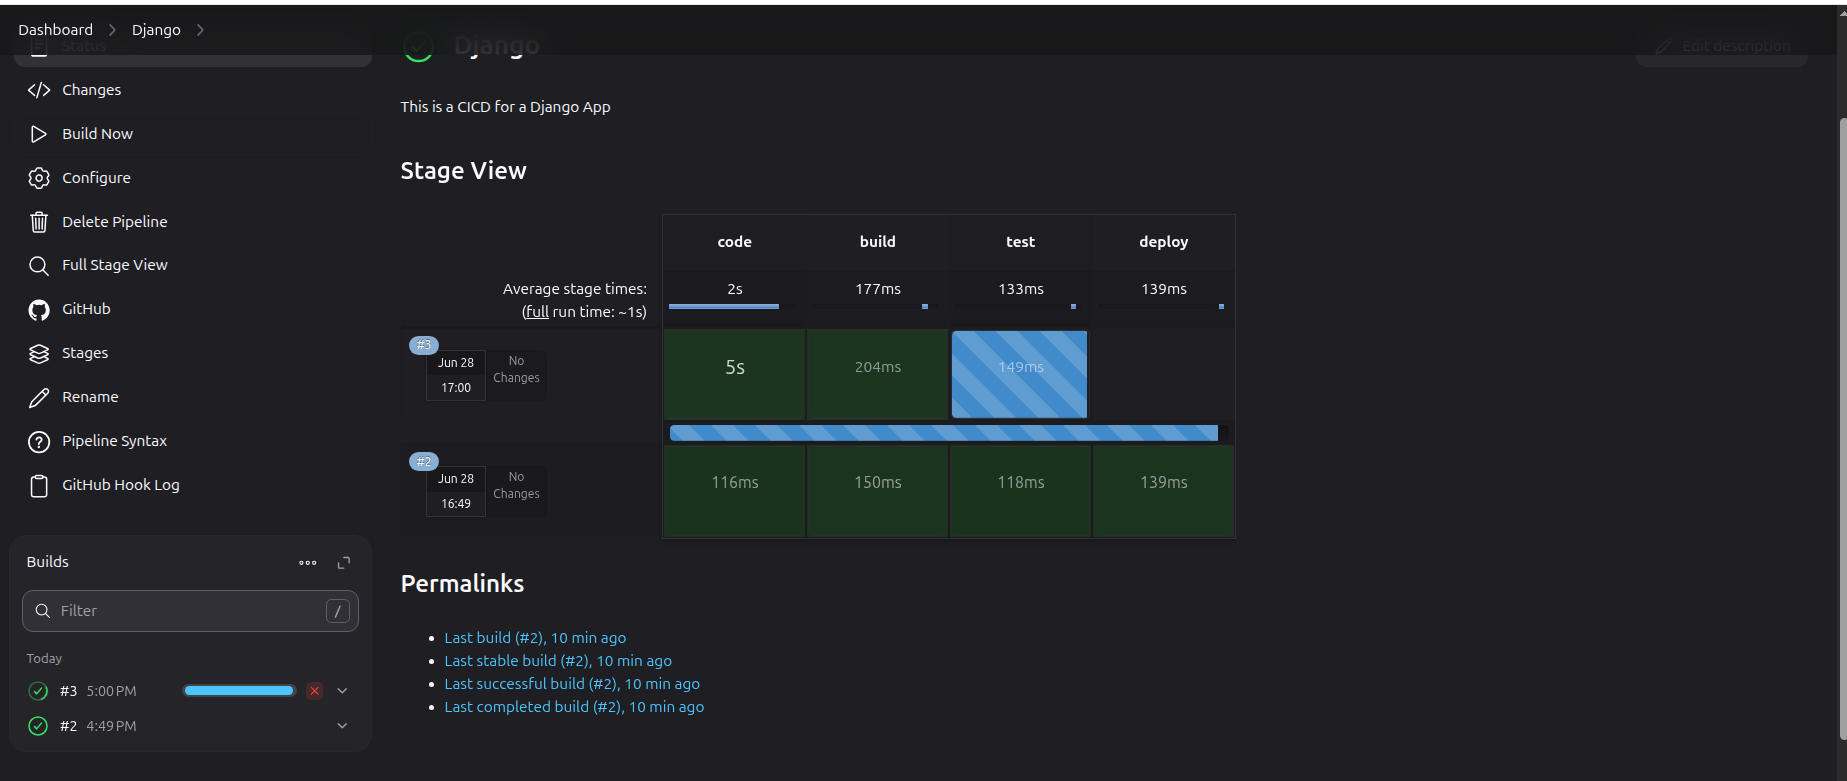 Dashboard
Django
Status
Django
Edit description
Changes
Build Now
Configure
Delete Pipeline
Full Stage View
GitHub
Stages
Rename
Pipeline Syntax
GitHub Hook Log
This is a CICD for a Django App
Stage View
code build test deploy
Average stage times: 2s 177ms 133ms 139ms
(full run time: ~1s)
#3
Jun 28
17:00
No
Changes
5s 204ms 149ms
#2
Jun 28
16:49
No
Changes
116ms 150ms 118ms 139ms
Permalinks
Last build (#2), 10 min ago
Last stable build (#2), 10 min ago
Last successful build (#2), 10 min ago
Last completed build (#2), 10 min ago
Builds
Filter /
Today
#3 5:00 PM
#2 4:49 PM